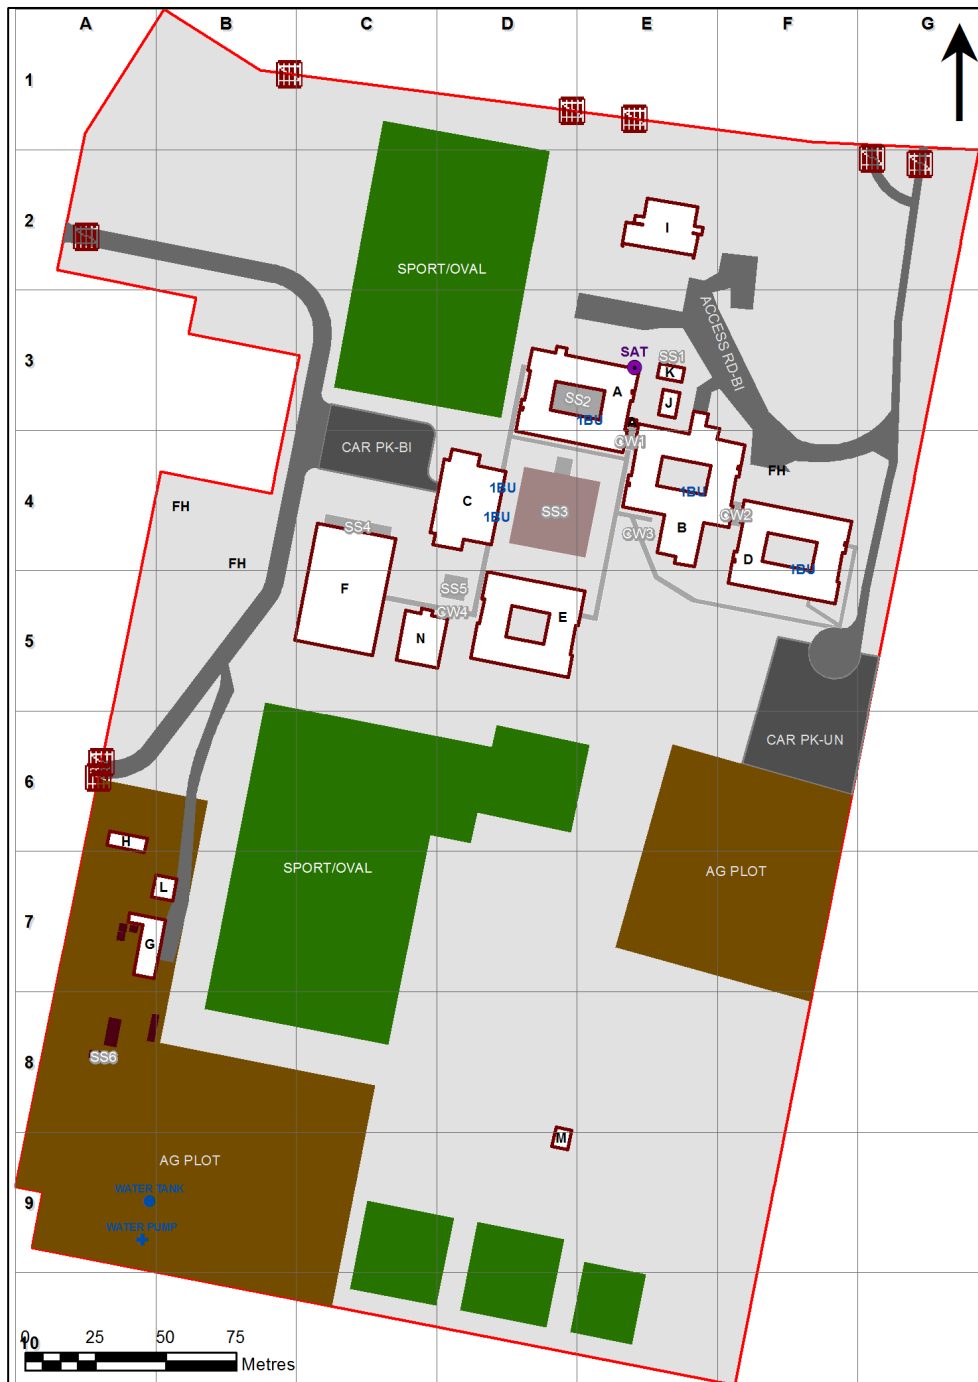 A B C D E F G
1
2
I
SPORT/OVAL
ACCESS RD-BI
3
SAT
SS1
K
A
SS2
J
1BU
A
CW1
CAR PK-BI
FH
4
C
1BU
1BU
FH
SS3
1BU
CW2
CW3
B
SS4
D
1BU
FH
F
SS5
CW4
E
N
5
CAR PK-UN
6
H
SPORT/OVAL
AG PLOT
L
7
G
8
SS6
M
AG PLOT
WATER TANK
9
WATER PUMP
10
0 25 50 75
Metres